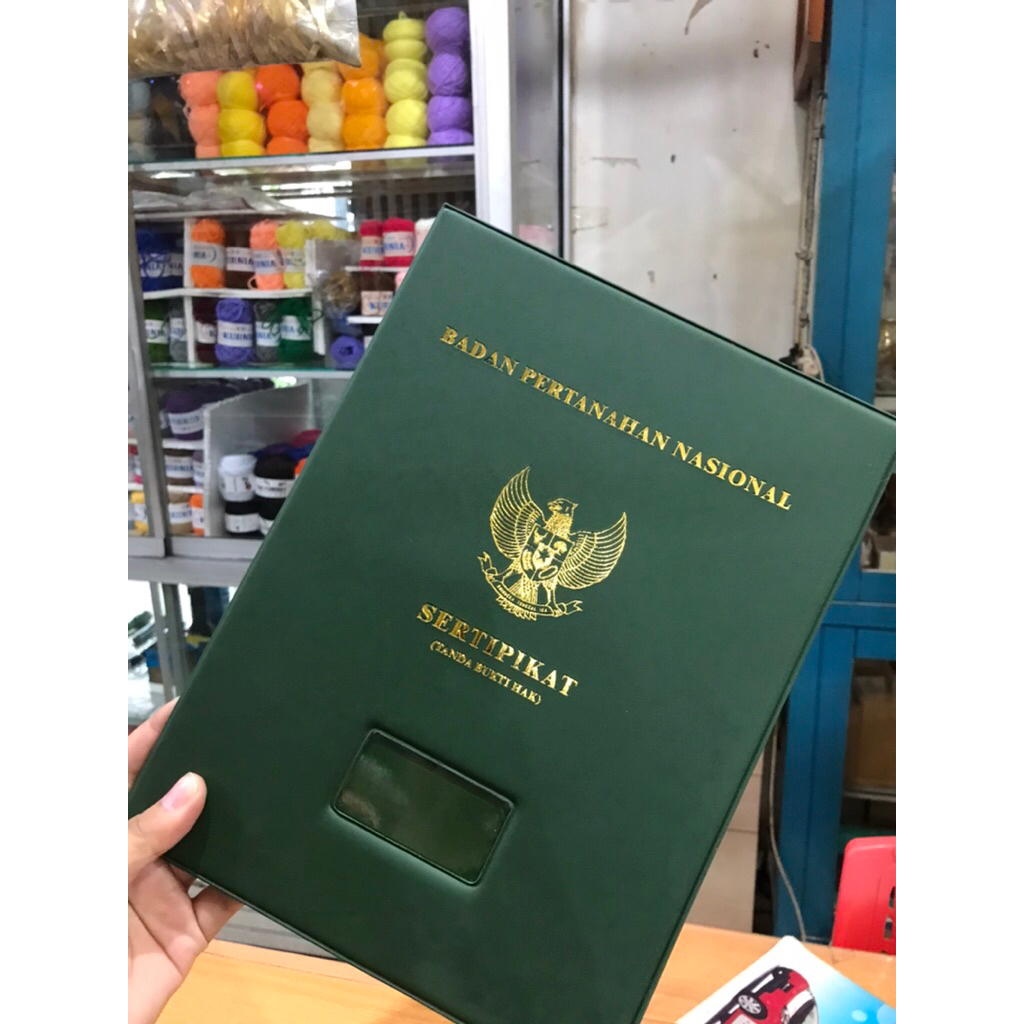 BADAN PERTANAHAN NASIONAL
SERTIPIKAT
(TANDA BUKTI HAK)